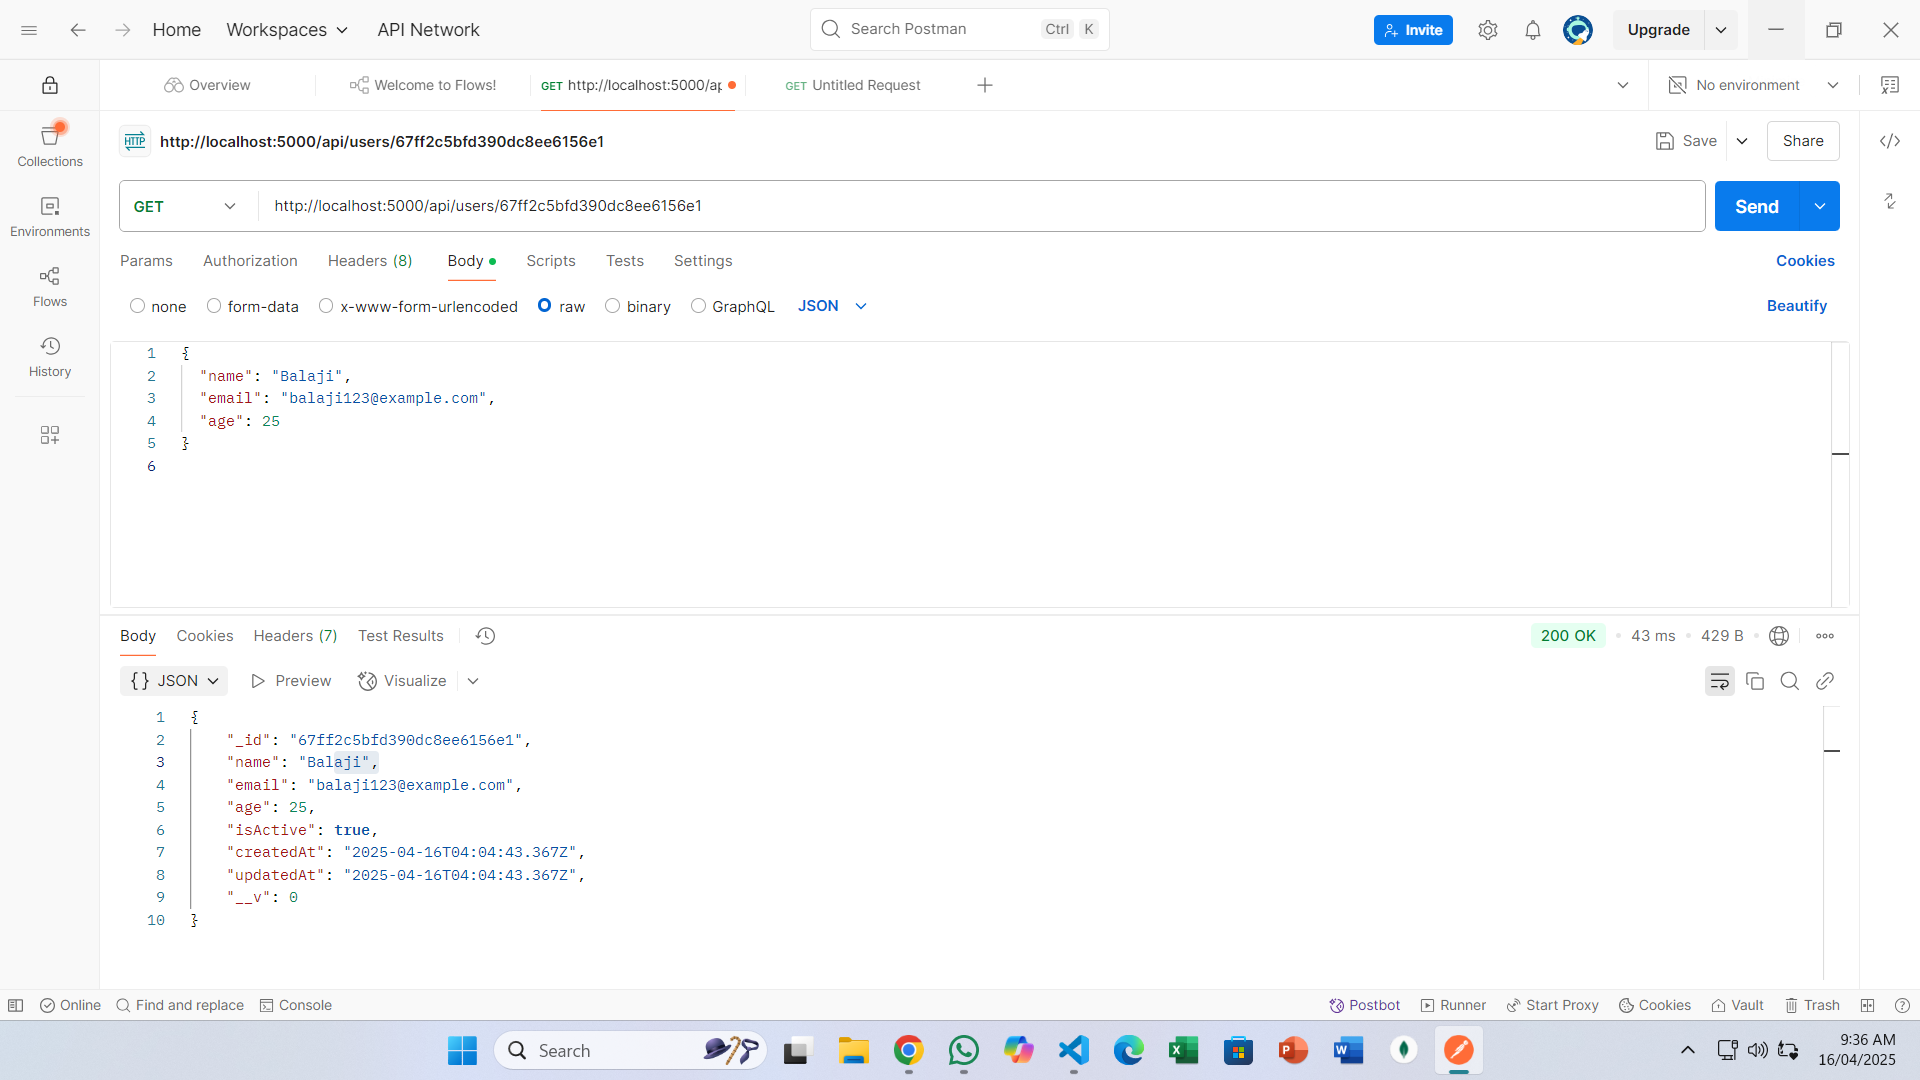 Home
Workspaces
API Network
Search Postman
Ctrl K
Invite
Upgrade
Overview
Welcome to Flows!
GET http://localhost:5000/ap
GET Untitled Request
No environment
Collections
Environments
Flows
History
HTTP
http://localhost:5000/api/users/67ff2c5bfd390dc8ee6156e1
Save
Share
GET
http://localhost:5000/api/users/67ff2c5bfd390dc8ee6156e1
Send
Params Authorization Headers (8) Body Scripts Tests Settings
Cookies
none form-data x-www-form-urlencoded raw binary GraphQL JSON
Beautify
1 {
2 "name": "Balaji",
3 "email": "balaji123@example.com",
4 "age": 25
5 }
6
Body Cookies Headers (7) Test Results
200 OK 43 ms 429 B
{} JSON Preview Visualize
1 {
2 "_id": "67ff2c5bfd390dc8ee6156e1",
3 "name": "Balaji",
4 "email": "balaji123@example.com",
5 "age": 25,
6 "isActive": true,
7 "createdAt": "2025-04-16T04:04:43.367Z",
8 "updatedAt": "2025-04-16T04:04:43.367Z",
9 "__v": 0
10 }
Online Find and replace Console
Postbot Runner Start Proxy Cookies Vault Trash
Search
9:36 AM
16/04/2025